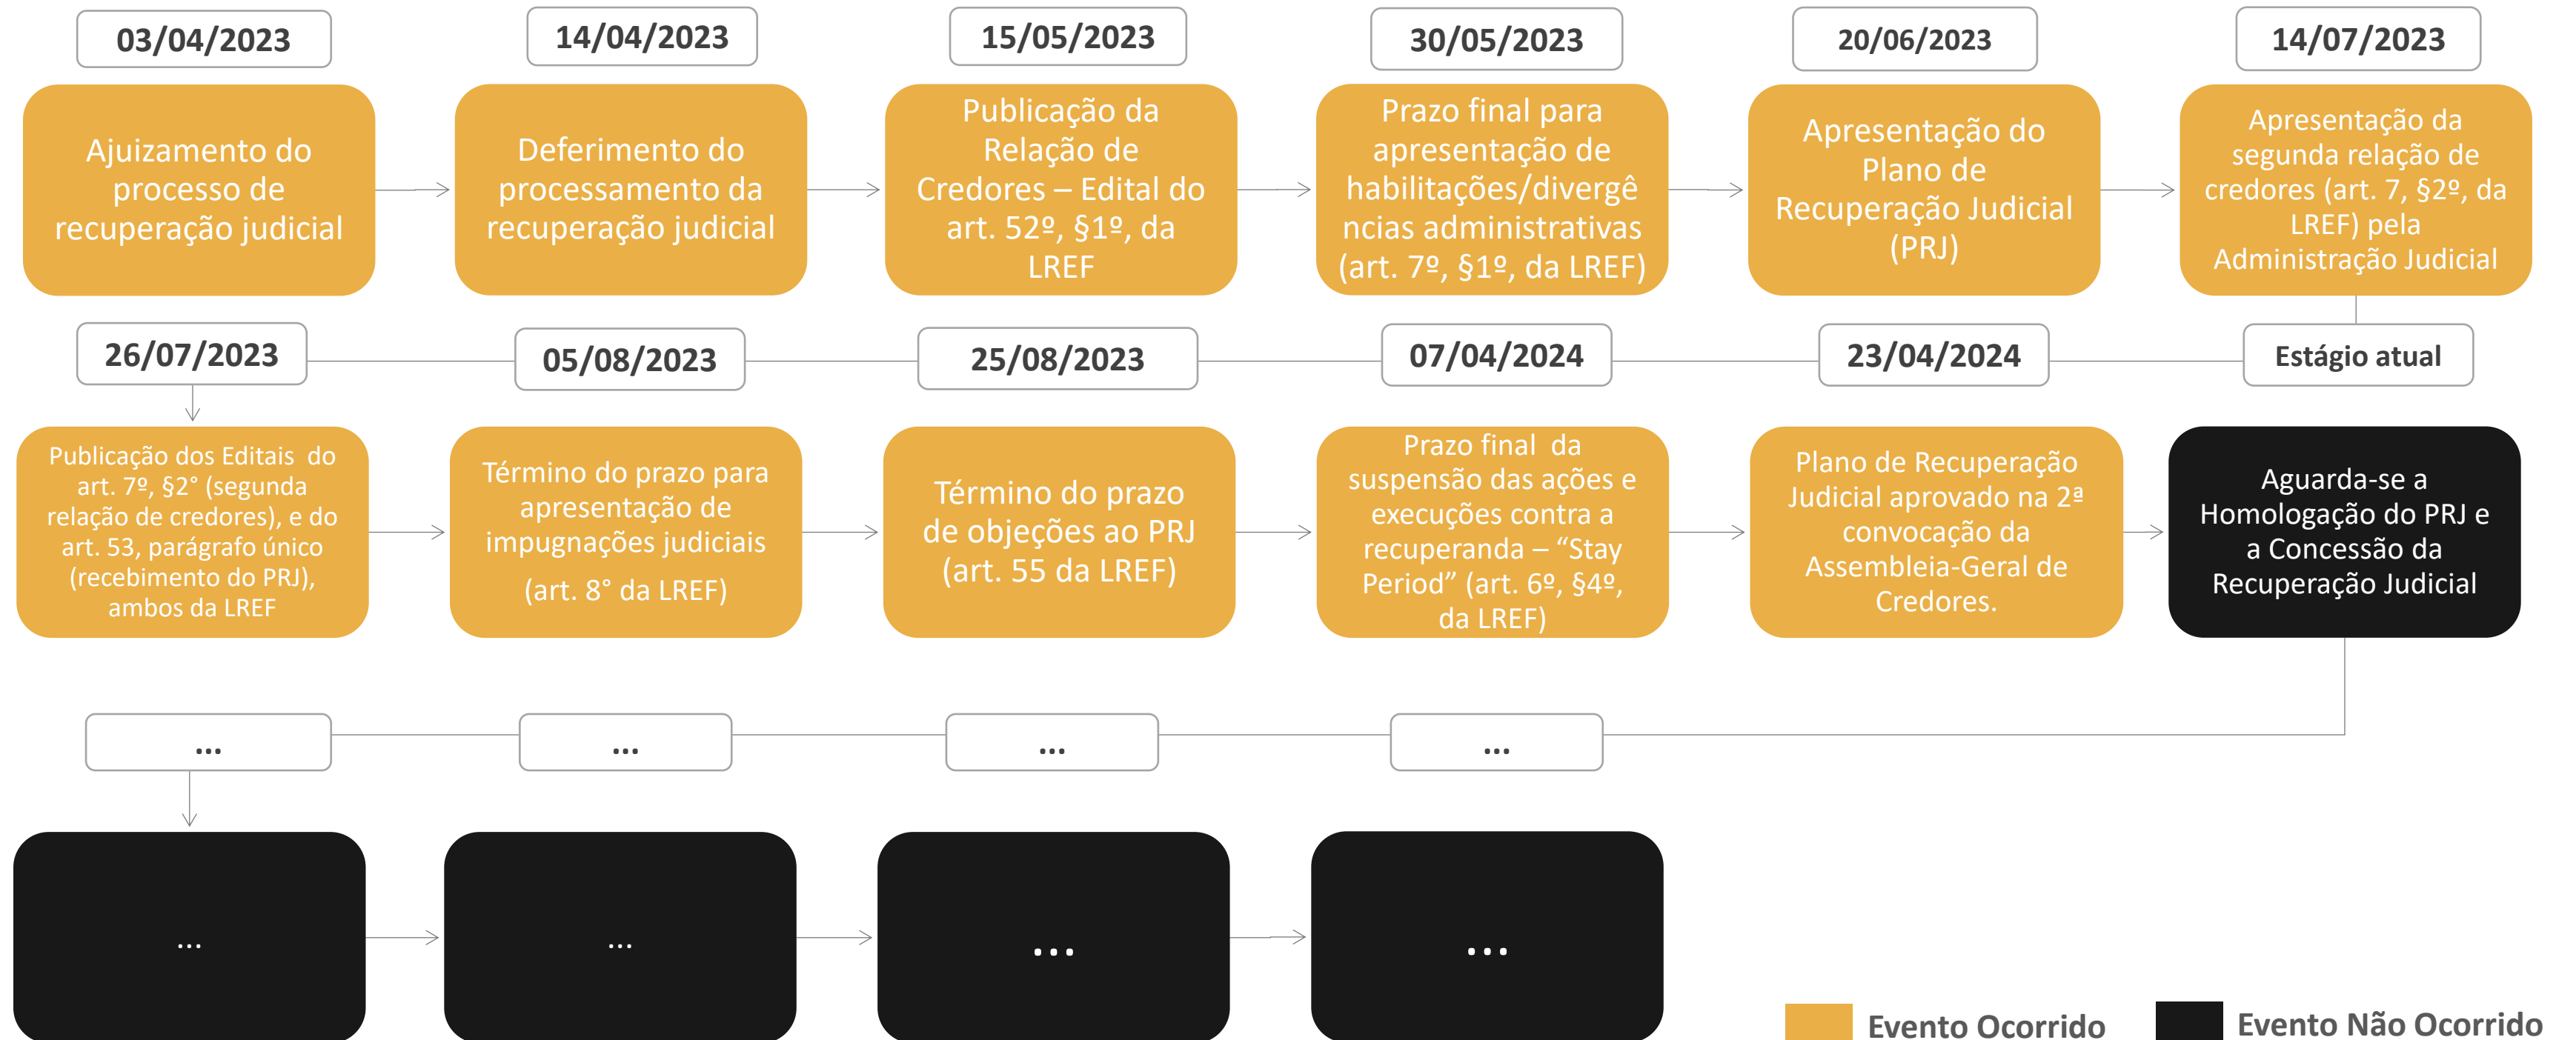 03/04/2023
14/04/2023
15/05/2023
30/05/2023
20/06/2023
14/07/2023
Ajuizamento do
processo de
recuperação judicial
Deferimento do
processamento da
recuperação judicial
Publicação da
Relação de
Credores – Edital do
art. 52º, §1º, da
LREF
Prazo final para
apresentação de
habilitações/divergê
ncias administrativas
(art. 7º, §1º, da LREF)
Apresentação do
Plano de
Recuperação Judicial
(PRJ)
Apresentação da
segunda relação de
credores (art. 7, §2º, da
LREF) pela
Administração Judicial
26/07/2023
05/08/2023
25/08/2023
07/04/2024
23/04/2024
Estágio atual
Publicação dos Editais do
art. 7º, §2° (segunda
relação de credores), e do
art. 53, parágrafo único
(recebimento do PRJ),
ambos da LREF
Término do prazo para
apresentação de
impugnações judiciais
(art. 8° da LREF)
Término do prazo
de objeções ao PRJ
(art. 55 da LREF)
Prazo final da
suspensão das ações e
execuções contra a
recuperanda – “Stay
Period” (art. 6º, §4º,
da LREF)
Plano de Recuperação
Judicial aprovado na 2ª
convocação da
Assembleia-Geral de
Credores.
Aguarda-se a
Homologação do PRJ e
a Concessão da
Recuperação Judicial
...
...
...
...
...
...
...
...
Evento Ocorrido
Evento Não Ocorrido